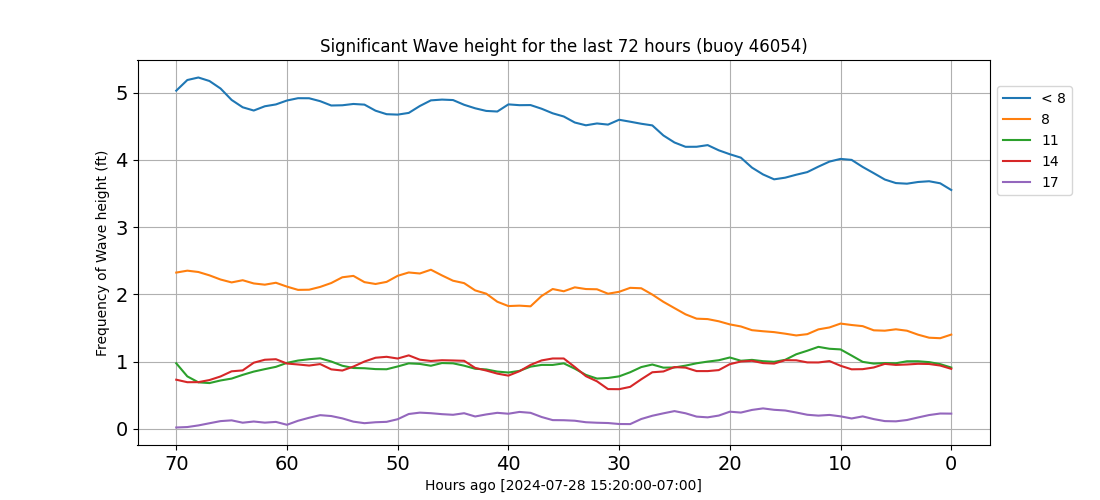 Significant Wave height for the last 72 hours (buoy 46054)
Frequency of Wave height (ft)
5
4
3
2
1
0
70 60 50 40 30 20 10 0
Hours ago [2024-07-28 15:20:00-07:00]
< 8
8
11
14
17